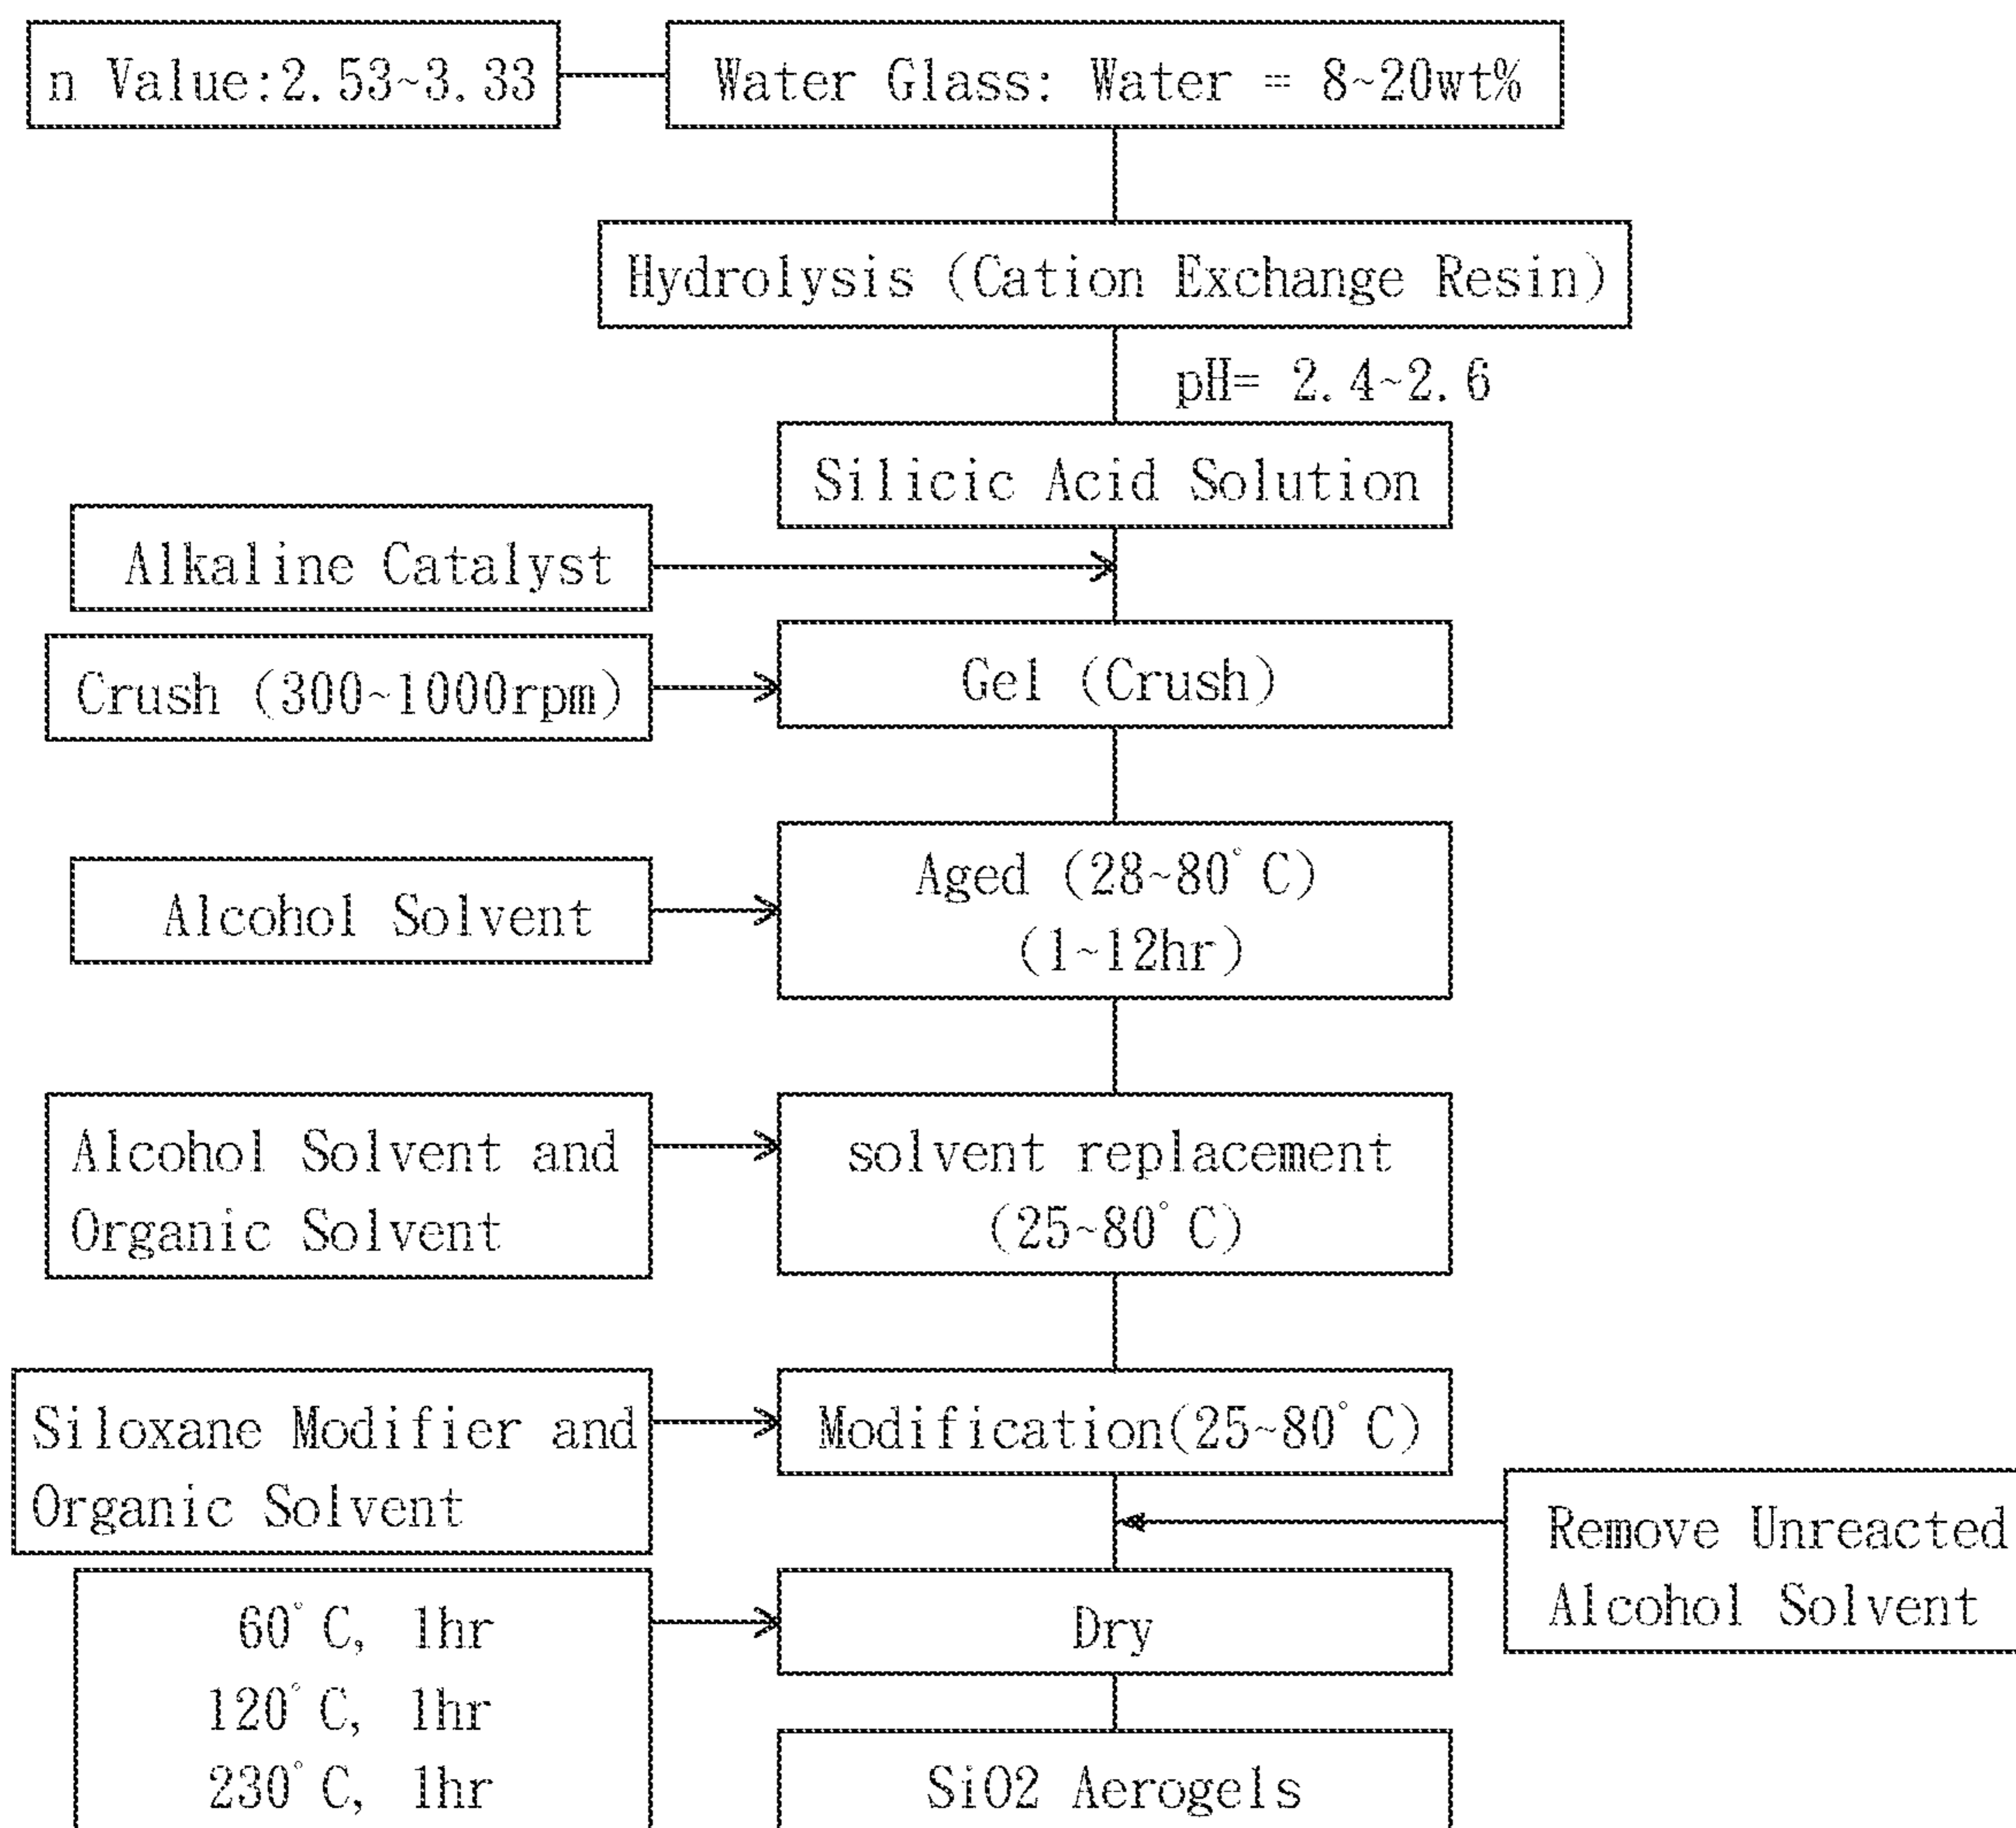 n Value:2.53~3.33
Water Glass: Water = 8~20wt%
Hydrolysis (Cation Exchange Resin)
pH= 2.4~2.6
Silicic Acid Solution
Alkaline Catalyst
Crush (300~1000rpm)
Gel (Crush)
Alcohol Solvent
Aged (28~80°C)
(1~12hr)
Alcohol Solvent and
Organic Solvent
solvent replacement
(25~80°C)
Siloxane Modifier and
Organic Solvent
Modification(25~80°C)
Remove Unreacted
Alcohol Solvent
60°C, 1hr
120°C, 1hr
230°C, 1hr
Dry
SiO2 Aerogels